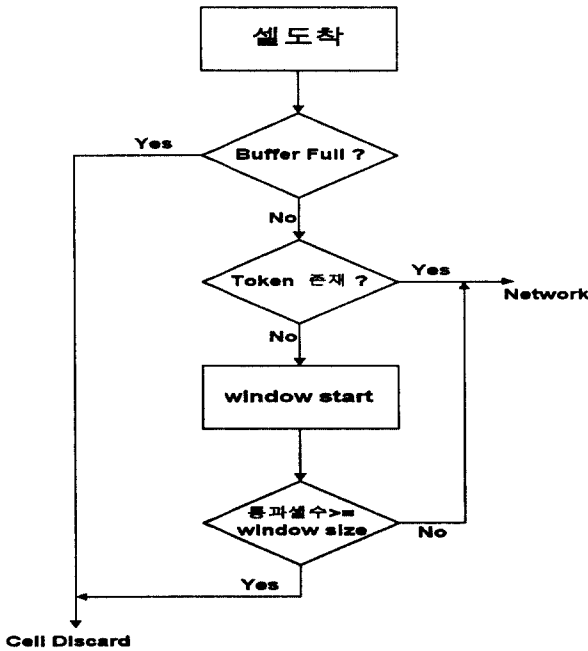 셀도착
Yes
Buffer Full ?
No
Token 존재 ?
Yes
Network
No
window start
통과셀수>=
window size
No
Yes
Cell Discard